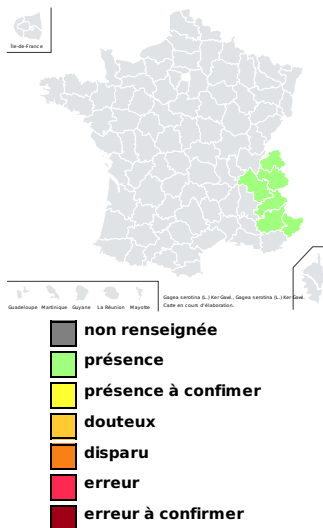 Île-de-France
Guadeloupe Martinique Guyane La Réunion Mayotte
Gagea serotina (L.) Ker Gawl., Gagea serotina (L.) Ker Gawl.
Carte en cours d'élaboration.
non renseignée
présence
présence à confimer
douteux
disparu
erreur
erreur à confirmer